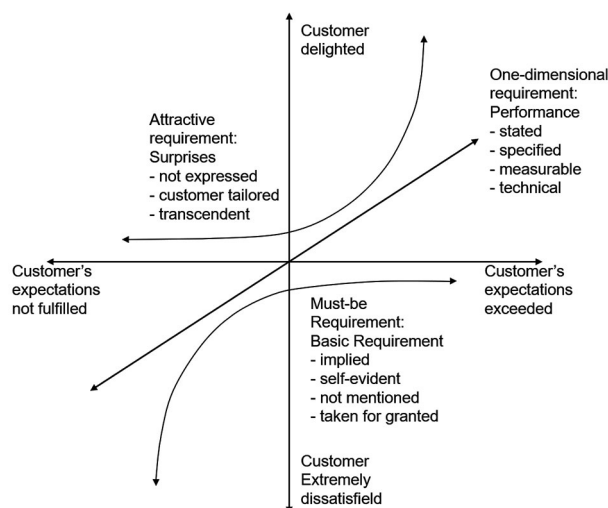 Customer
delighted
One-dimensional
requirement:
Performance
- stated
- specified
- measurable
- technical
Attractive
requirement:
Surprises
- not expressed
- customer tailored
- transcendent
Customer's
expectations
not fulfilled
Customer's
expectations
exceeded
Must-be
Requirement:
Basic Requirement
- implied
- self-evident
- not mentioned
- taken for granted
Customer
Extremely
dissatisfield